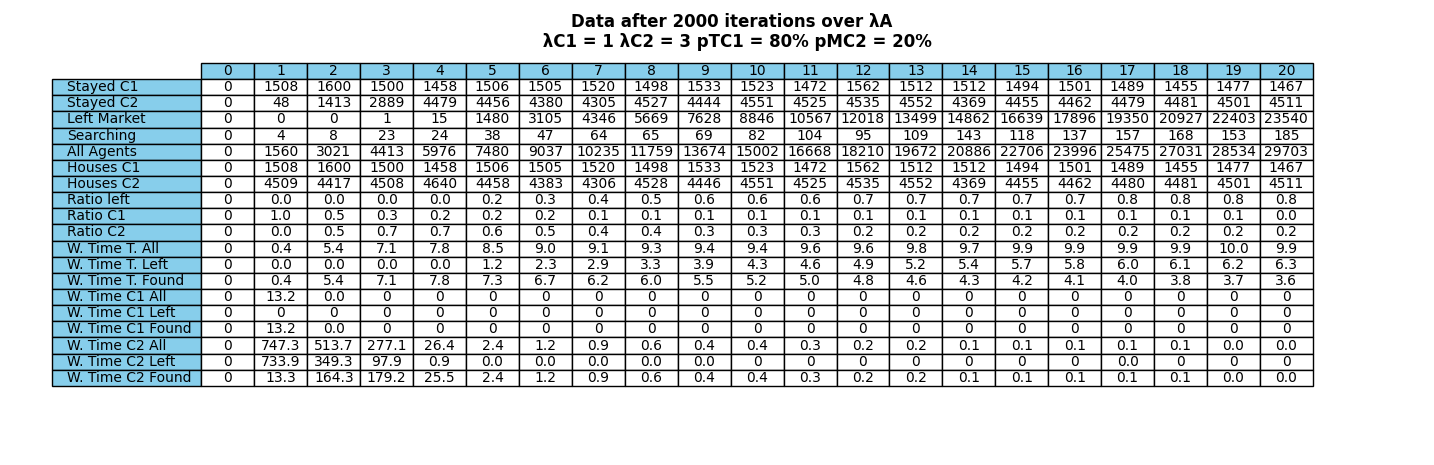 Data after 2000 iterations over λA
λC1 = 1 λC2 = 3 pTC1 = 80% pMC2 = 20%
0 1 2 3 4 5 6 7 8 9 10 11 12 13 14 15 16 17 18 19 20
Stayed C1 0 1508 1600 1500 1458 1506 1505 1520 1498 1533 1523 1472 1562 1512 1512 1494 1501 1489 1455 1477 1467
Stayed C2 0 48 1413 2889 4479 4456 4380 4305 4527 4444 4551 4525 4535 4552 4369 4455 4462 4479 4481 4501 4511
Left Market 0 0 0 1 15 1480 3105 4346 5669 7628 8846 10567 12018 13499 14862 16639 17896 19350 20927 22403 23540
Searching 0 4 8 23 24 38 47 64 65 69 82 104 95 109 143 118 137 157 168 153 185
All Agents 0 1560 3021 4413 5976 7480 9037 10235 11759 13674 15002 16668 18210 19672 20886 22706 23996 25475 27031 28534 29703
Houses C1 0 1508 1600 1500 1458 1506 1505 1520 1498 1533 1523 1472 1562 1512 1512 1494 1501 1489 1455 1477 1467
Houses C2 0 4509 4417 4508 4640 4458 4383 4306 4528 4446 4551 4525 4535 4552 4369 4455 4462 4480 4481 4501 4511
Ratio left 0 0.0 0.0 0.0 0.0 0.2 0.3 0.4 0.5 0.6 0.6 0.6 0.7 0.7 0.7 0.7 0.7 0.8 0.8 0.8 0.8
Ratio C1 0 1.0 0.5 0.3 0.2 0.2 0.2 0.1 0.1 0.1 0.1 0.1 0.1 0.1 0.1 0.1 0.1 0.1 0.1 0.1 0.0
Ratio C2 0 0.0 0.5 0.7 0.7 0.6 0.5 0.4 0.4 0.3 0.3 0.3 0.2 0.2 0.2 0.2 0.2 0.2 0.2 0.2 0.2
W. Time T. All 0 0.4 5.4 7.1 7.8 8.5 9.0 9.1 9.3 9.4 9.4 9.6 9.6 9.8 9.7 9.9 9.9 9.9 9.9 10.0 9.9
W. Time T. Left 0 0.0 0.0 0.0 0.0 1.2 2.3 2.9 3.3 3.9 4.3 4.6 4.9 5.2 5.4 5.7 5.8 6.0 6.1 6.2 6.3
W. Time T. Found 0 0.4 5.4 7.1 7.8 7.3 6.7 6.2 6.0 5.5 5.2 5.0 4.8 4.6 4.3 4.2 4.1 4.0 3.8 3.7 3.6
W. Time C1 All 0 13.2 0.0 0 0 0 0 0 0 0 0 0 0 0 0 0 0 0 0 0 0
W. Time C1 Left 0 0 0 0 0 0 0 0 0 0 0 0 0 0 0 0 0 0 0 0 0
W. Time C1 Found 0 13.2 0.0 0 0 0 0 0 0 0 0 0 0 0 0 0 0 0 0 0 0
W. Time C2 All 0 747.3 513.7 277.1 26.4 2.4 1.2 0.9 0.6 0.4 0.4 0.3 0.2 0.2 0.1 0.1 0.1 0.1 0.1 0.0 0.0
W. Time C2 Left 0 733.9 349.3 97.9 0.9 0.0 0.0 0.0 0.0 0.0 0 0 0 0 0 0 0 0.0 0 0 0
W. Time C2 Found 0 13.3 164.3 179.2 25.5 2.4 1.2 0.9 0.6 0.4 0.4 0.3 0.2 0.2 0.1 0.1 0.1 0.1 0.1 0.0 0.0